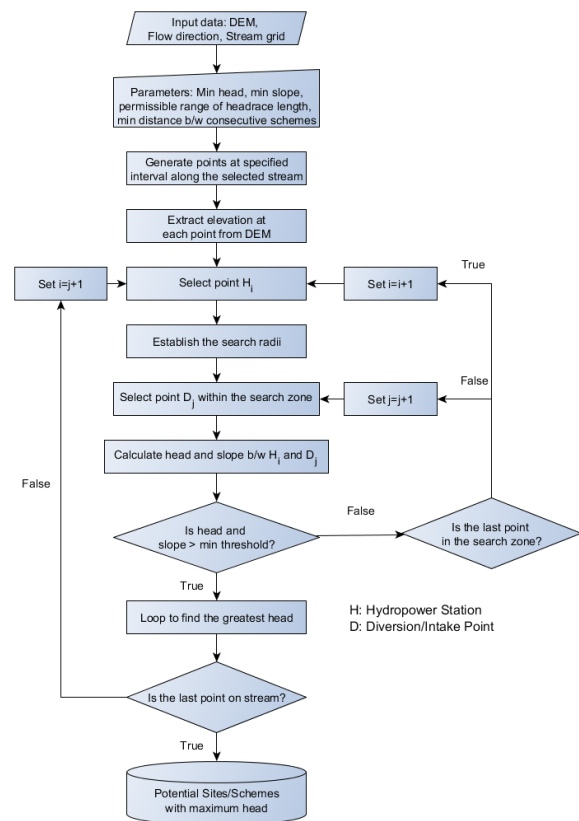 Input data: DEM,
Flow direction, Stream grid
Parameters: Min head, min slope,
permissible range of headrace length,
min distance b/w consecutive schemes
Generate points at specified
interval along the selected stream
Extract elevation at
each point from DEM
Set i=j+1
Select point Hi
Set i=i+1
True
Establish the search radii
Select point Dj within the search zone
Set j=j+1
False
Calculate head and slope b/w Hi and Dj
False
Is head and
slope > min threshold?
False
Is the last point
in the search zone?
True
Loop to find the greatest head
H: Hydropower Station
D: Diversion/Intake Point
Is the last point on stream?
True
Potential Sites/Schemes
with maximum head